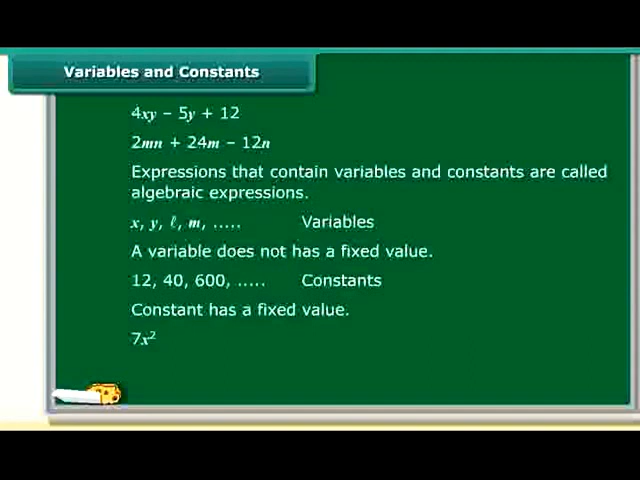 Variables and Constants
4xy – 5y + 12
2mn + 24m – 12n
Expressions that contain variables and constants are called
algebraic expressions.
x, y, ℓ, m, ..... Variables
A variable does not has a fixed value.
12, 40, 600, ..... Constants
Constant has a fixed value.
7x²